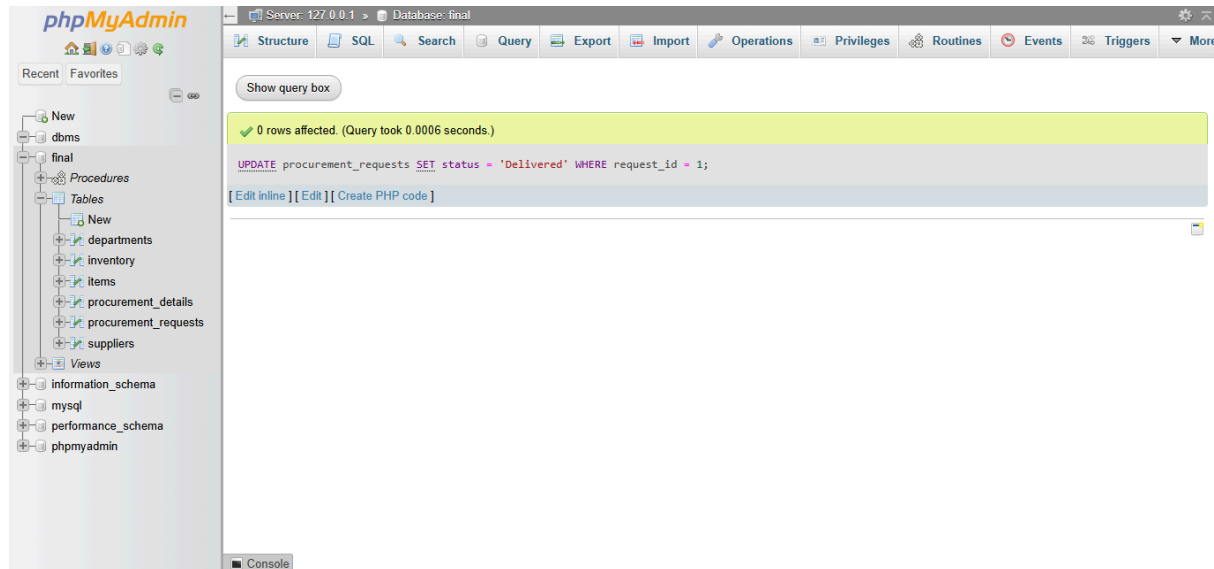 phpMyAdmin
Recent Favorites
New
dbms
final
Procedures
Tables
New
departments
inventory
items
procurement_details
procurement_requests
suppliers
Views
information_schema
mysql
performance_schema
phpmyadmin
Server: 127.0.0.1 » Database: final
Structure SQL Search Query Export Import Operations Privileges Routines Events Triggers More
Show query box
0 rows affected. (Query took 0.0006 seconds.)
UPDATE procurement_requests SET status = 'Delivered' WHERE request_id = 1;
[ Edit inline ] [ Edit ] [ Create PHP code ]
Console